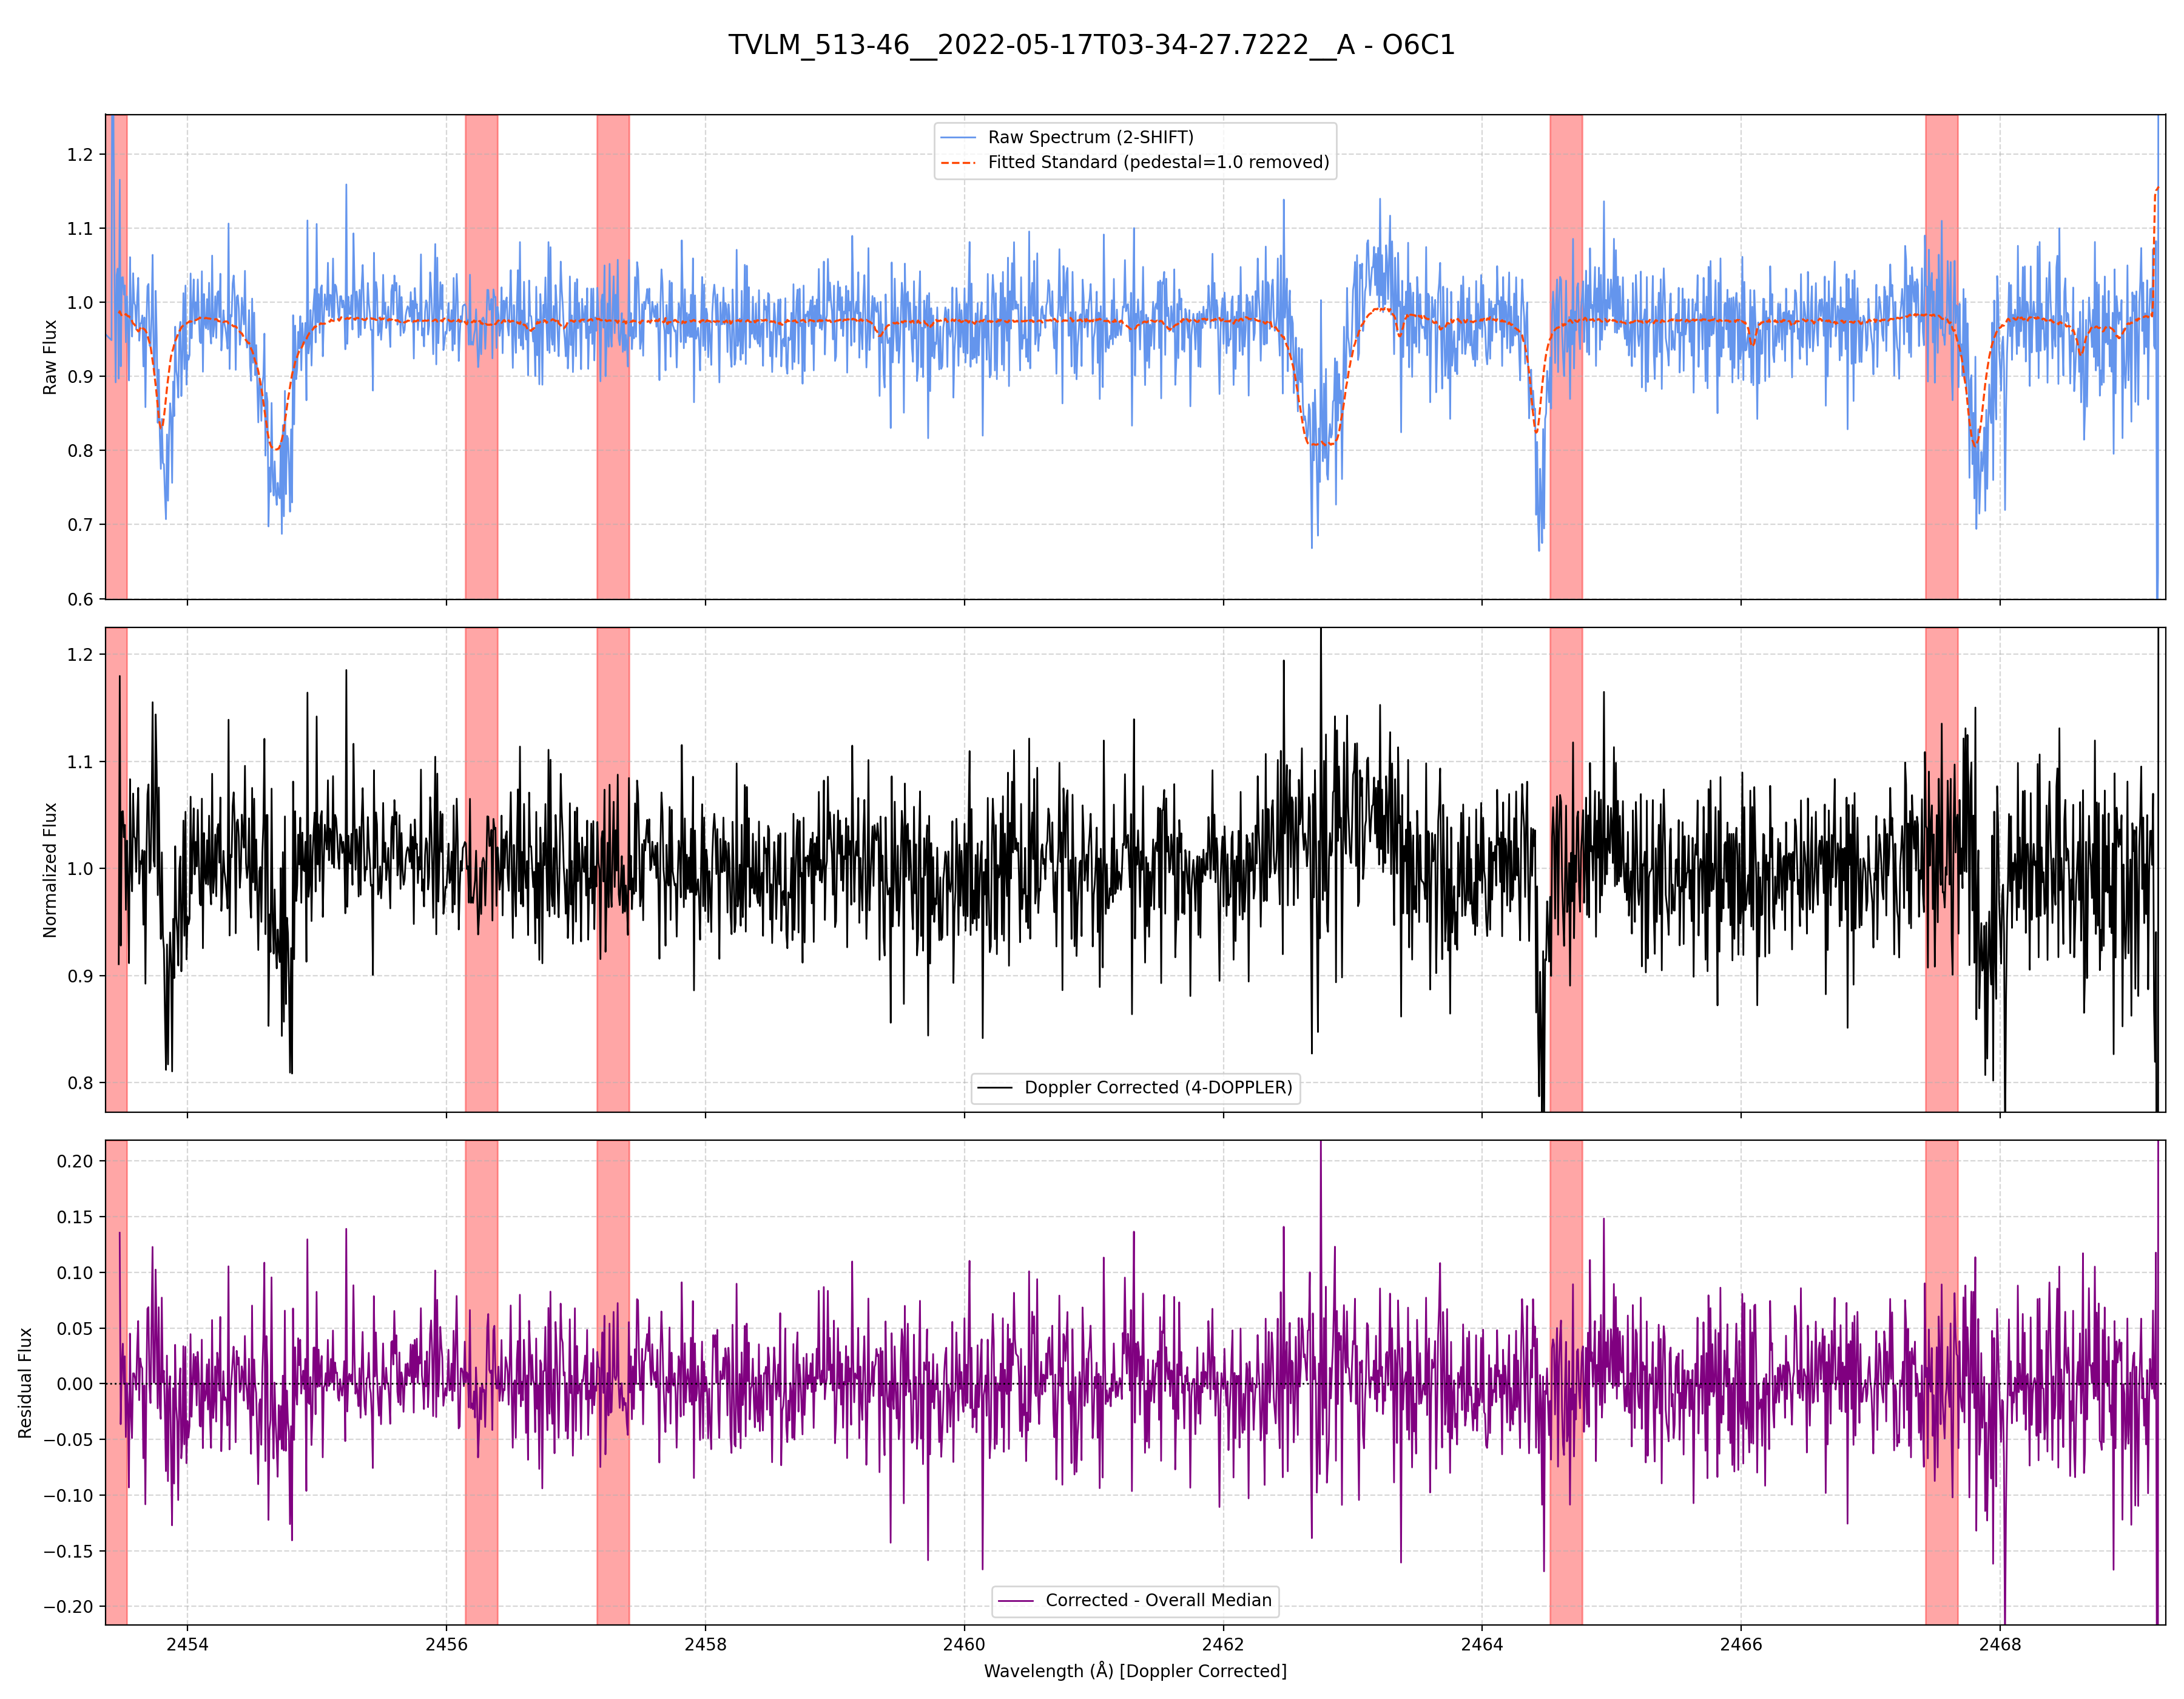 TVLM_513-46__2022-05-17T03-34-27.7222__A - O6C1
Raw Spectrum (2-SHIFT)
Fitted Standard (pedestal=1.0 removed)
Raw Flux
1.2
1.1
1.0
0.9
0.8
0.7
0.6
Normalized Flux
1.2
1.1
1.0
0.9
0.8
Doppler Corrected (4-DOPPLER)
Residual Flux
0.20
0.15
0.10
0.05
0.00
−0.05
−0.10
−0.15
−0.20
Corrected - Overall Median
2454 2456 2458 2460 2462 2464 2466 2468
Wavelength (Å) [Doppler Corrected]